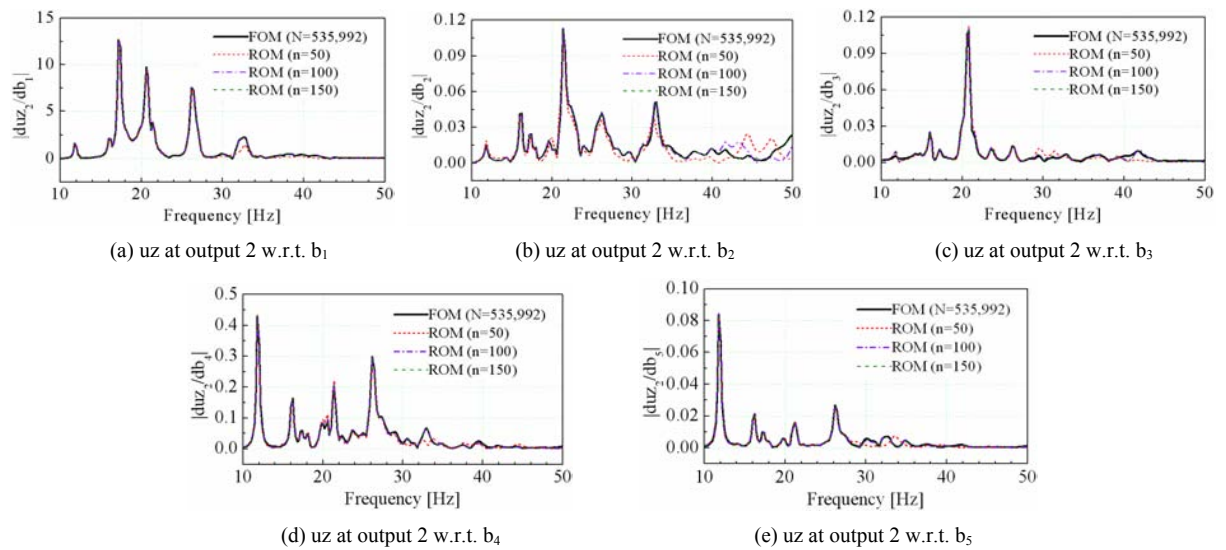 15
12
9
6
3
0
|duz₂/db₁|
FOM (N=535,992)
ROM (n=50)
ROM (n=100)
ROM (n=150)
10 20 30 40 50
Frequency [Hz]
(a) uz at output 2 w.r.t. b₁
0.12
0.09
0.06
0.03
0.00
|duz₂/db₂|
FOM (N=535,992)
ROM (n=50)
ROM (n=100)
ROM (n=150)
10 20 30 40 50
Frequency [Hz]
(b) uz at output 2 w.r.t. b₂
0.12
0.09
0.06
0.03
0.00
|duz₂/db₃|
FOM (N=535,992)
ROM (n=50)
ROM (n=100)
ROM (n=150)
10 20 30 40 50
Frequency [Hz]
(c) uz at output 2 w.r.t. b₃
0.5
0.4
0.3
0.2
0.1
0.0
|duz₂/db₄|
FOM (N=535,992)
ROM (n=50)
ROM (n=100)
ROM (n=150)
10 20 30 40 50
Frequency [Hz]
(d) uz at output 2 w.r.t. b₄
0.10
0.08
0.06
0.04
0.02
0.00
|duz₂/db₅|
FOM (N=535,992)
ROM (n=50)
ROM (n=100)
ROM (n=150)
10 20 30 40 50
Frequency [Hz]
(e) uz at output 2 w.r.t. b₅